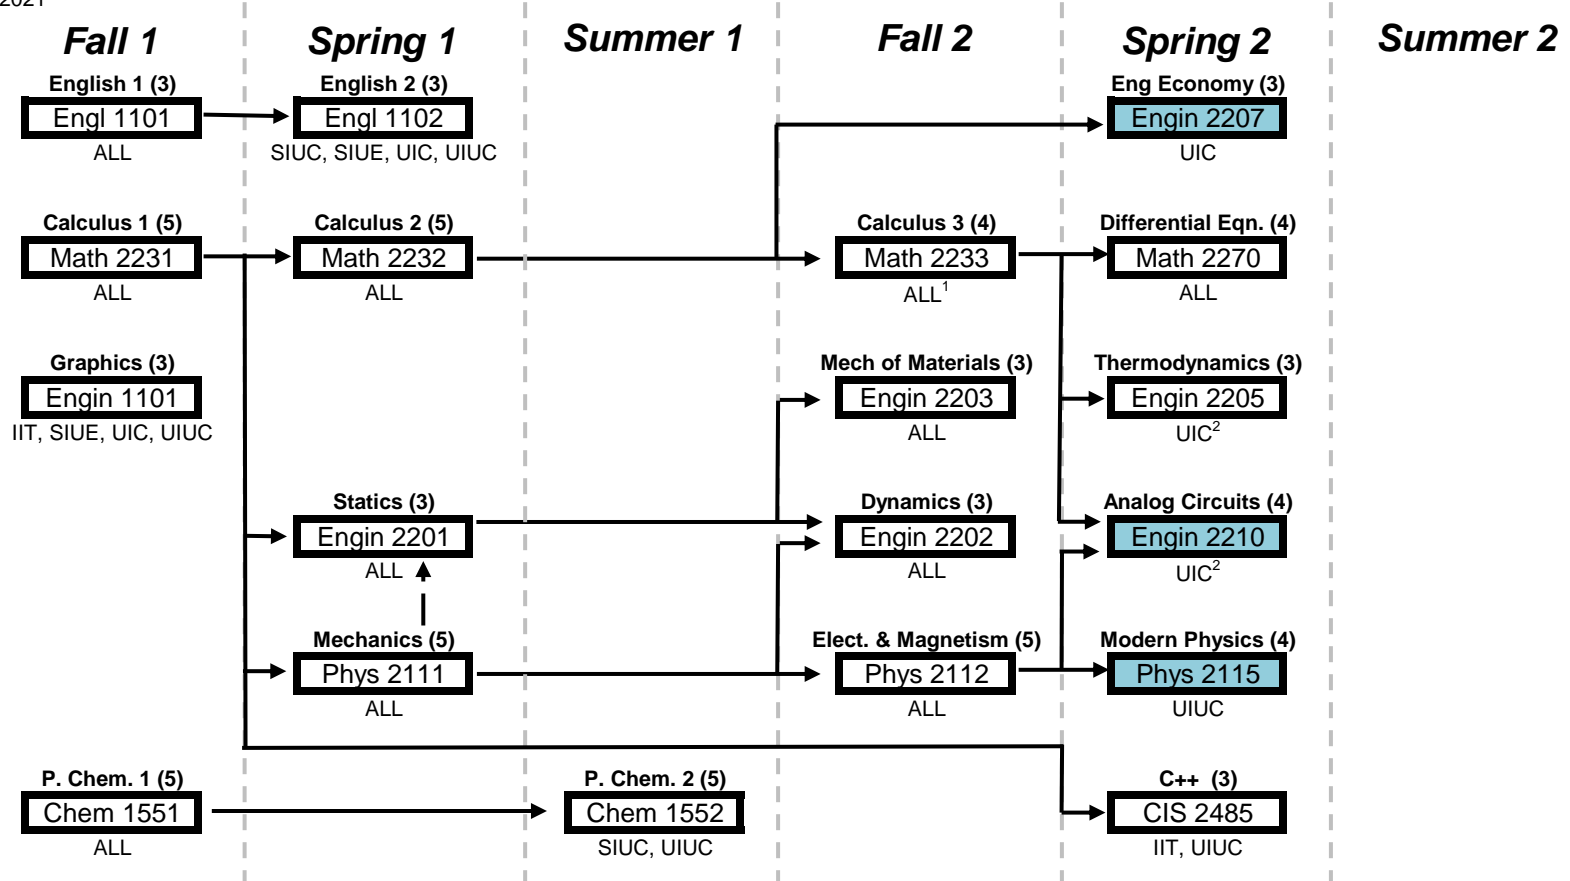 2021
Fall 1 Spring 1 Summer 1 Fall 2 Spring 2 Summer 2
English 1 (3) English 2 (3) Eng Economy (3)
Engl 1101 Engl 1102 Engin 2207
ALL SIUC, SIUE, UIC, UIUC UIC
Calculus 1 (5) Calculus 2 (5) Calculus 3 (4) Differential Eqn. (4)
Math 2231 Math 2232 Math 2233 Math 2270
ALL ALL ALL¹ ALL
Graphics (3) Mech of Materials (3) Thermodynamics (3)
Engin 1101 Engin 2203 Engin 2205
IIT, SIUE, UIC, UIUC ALL UIC²
Statics (3) Dynamics (3) Analog Circuits (4)
Engin 2201 Engin 2202 Engin 2210
ALL ALL UIC²
Mechanics (5) Elect. & Magnetism (5) Modern Physics (4)
Phys 2111 Phys 2112 Phys 2115
ALL ALL UIUC
P. Chem. 1 (5) P. Chem. 2 (5) C++ (3)
Chem 1551 Chem 1552 CIS 2485
ALL SIUC, UIUC IIT, UIUC